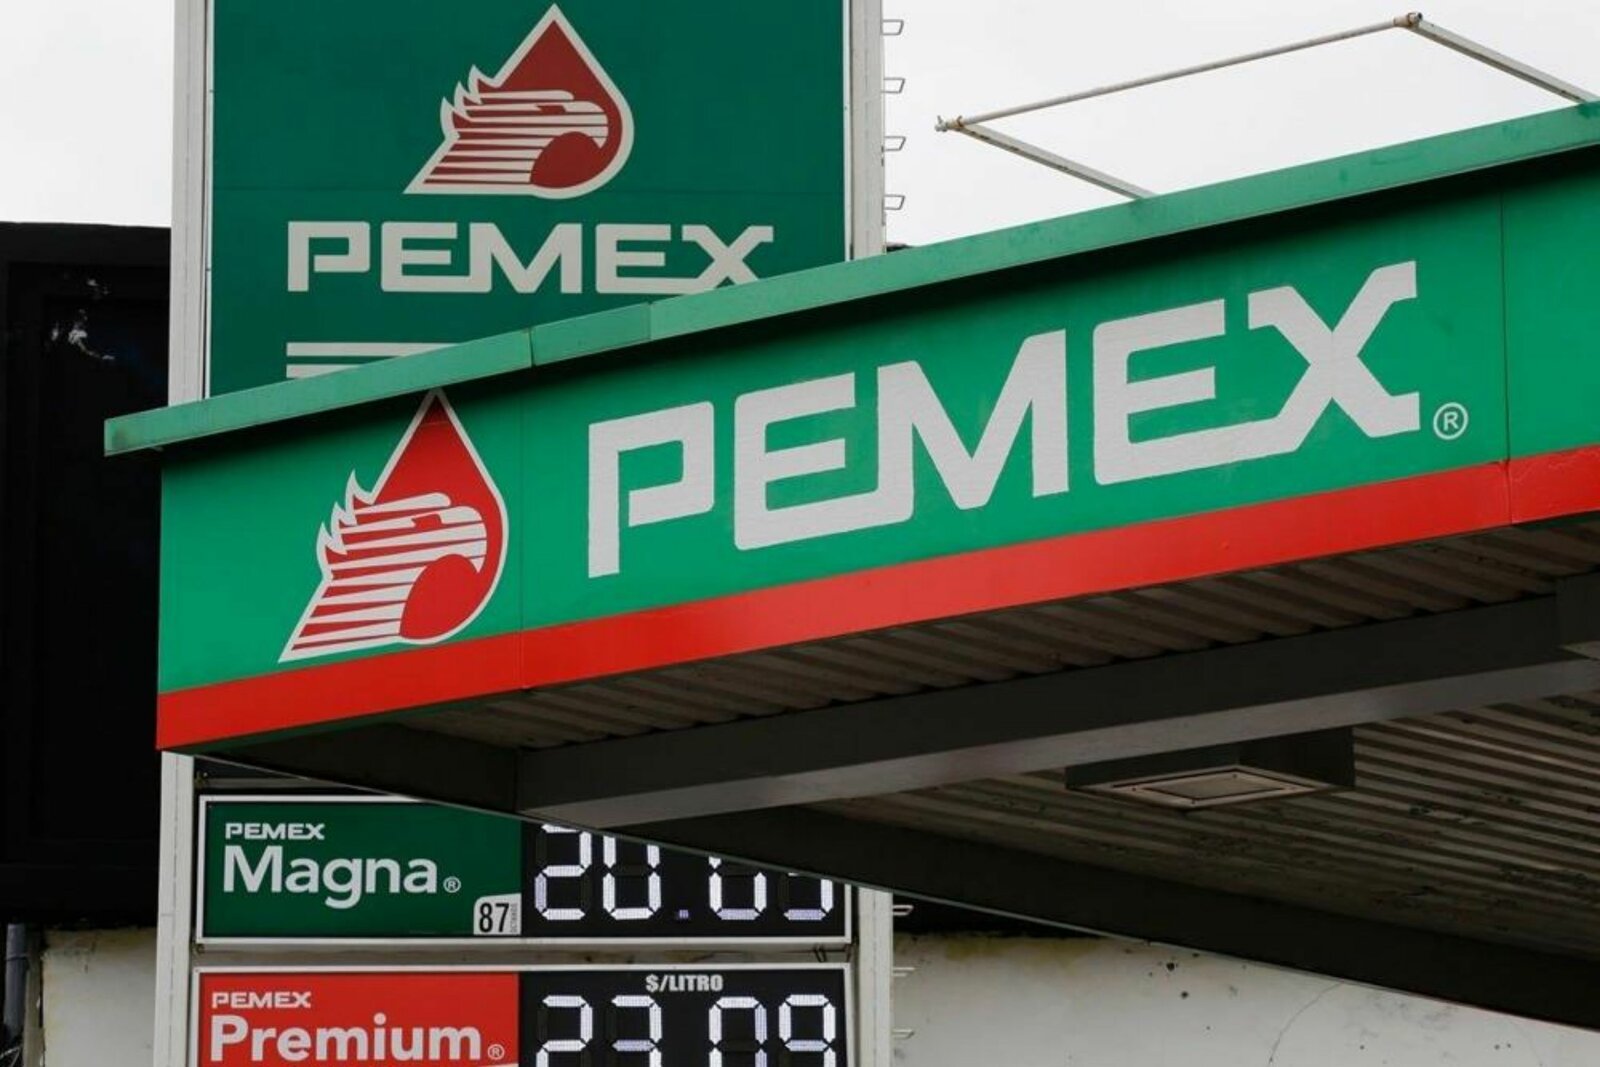 PEMEX
PEMEX®
PEMEX
Magna®
87
$/LITRO
PEMEX
Premium®
23.09